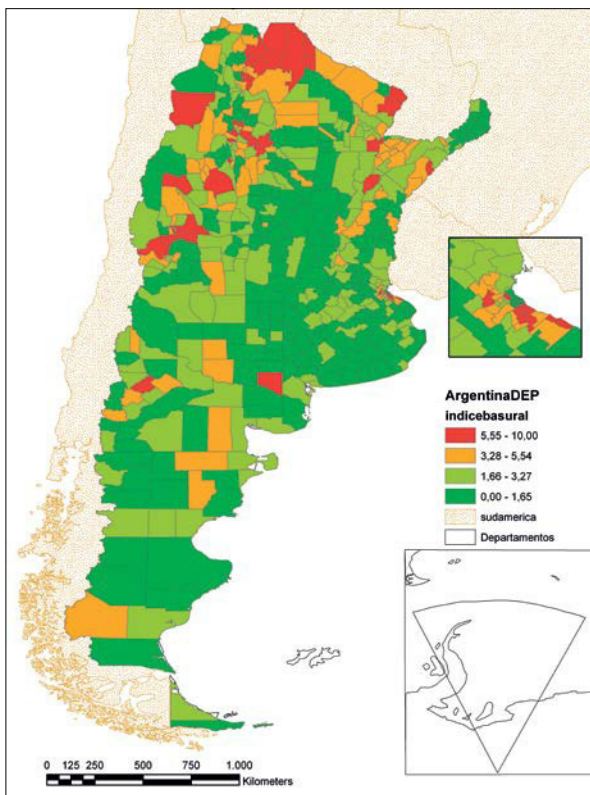 ArgentinaDEP
indicebasural
5,55 - 10,00
3,28 - 5,54
1,66 - 3,27
0,00 - 1,65
sudamerica
Departamentos
0 125 250 500 750 1.000
Kilometers